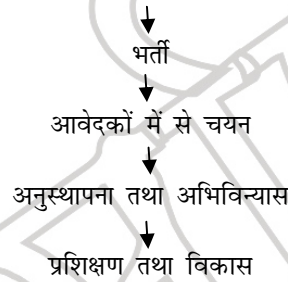 भर्ती
आवेदकों में से चयन
अनुस्थापना तथा अभिविन्यास
प्रशिक्षण तथा विकास